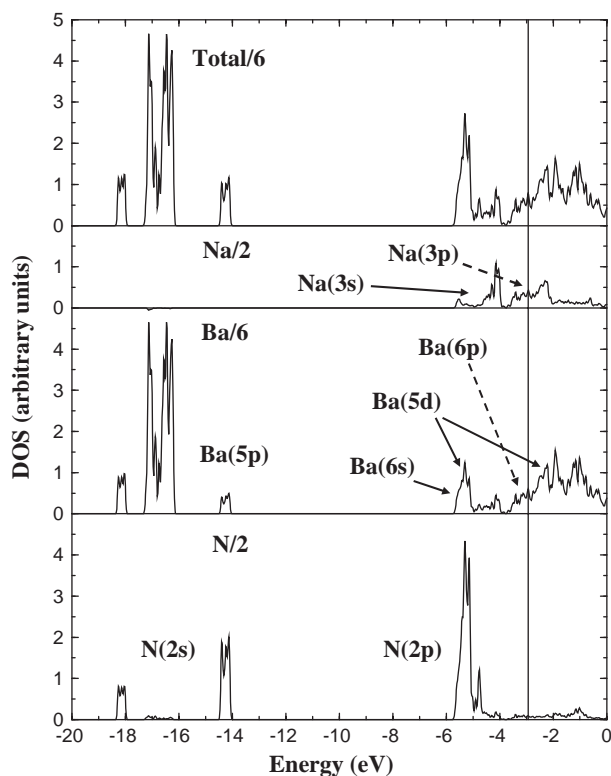 5
Total/6
4
3
2
1
0
Na/2
Na(3p)
1
Na(3s)
0
Ba/6
4
Ba(6p)
3
Ba(5d)
2
Ba(5p)
Ba(6s)
1
0
N/2
4
3
2
N(2s)
N(2p)
1
0
-20 -18 -16 -14 -12 -10 -8 -6 -4 -2 0
Energy (eV)
DOS (arbitrary units)